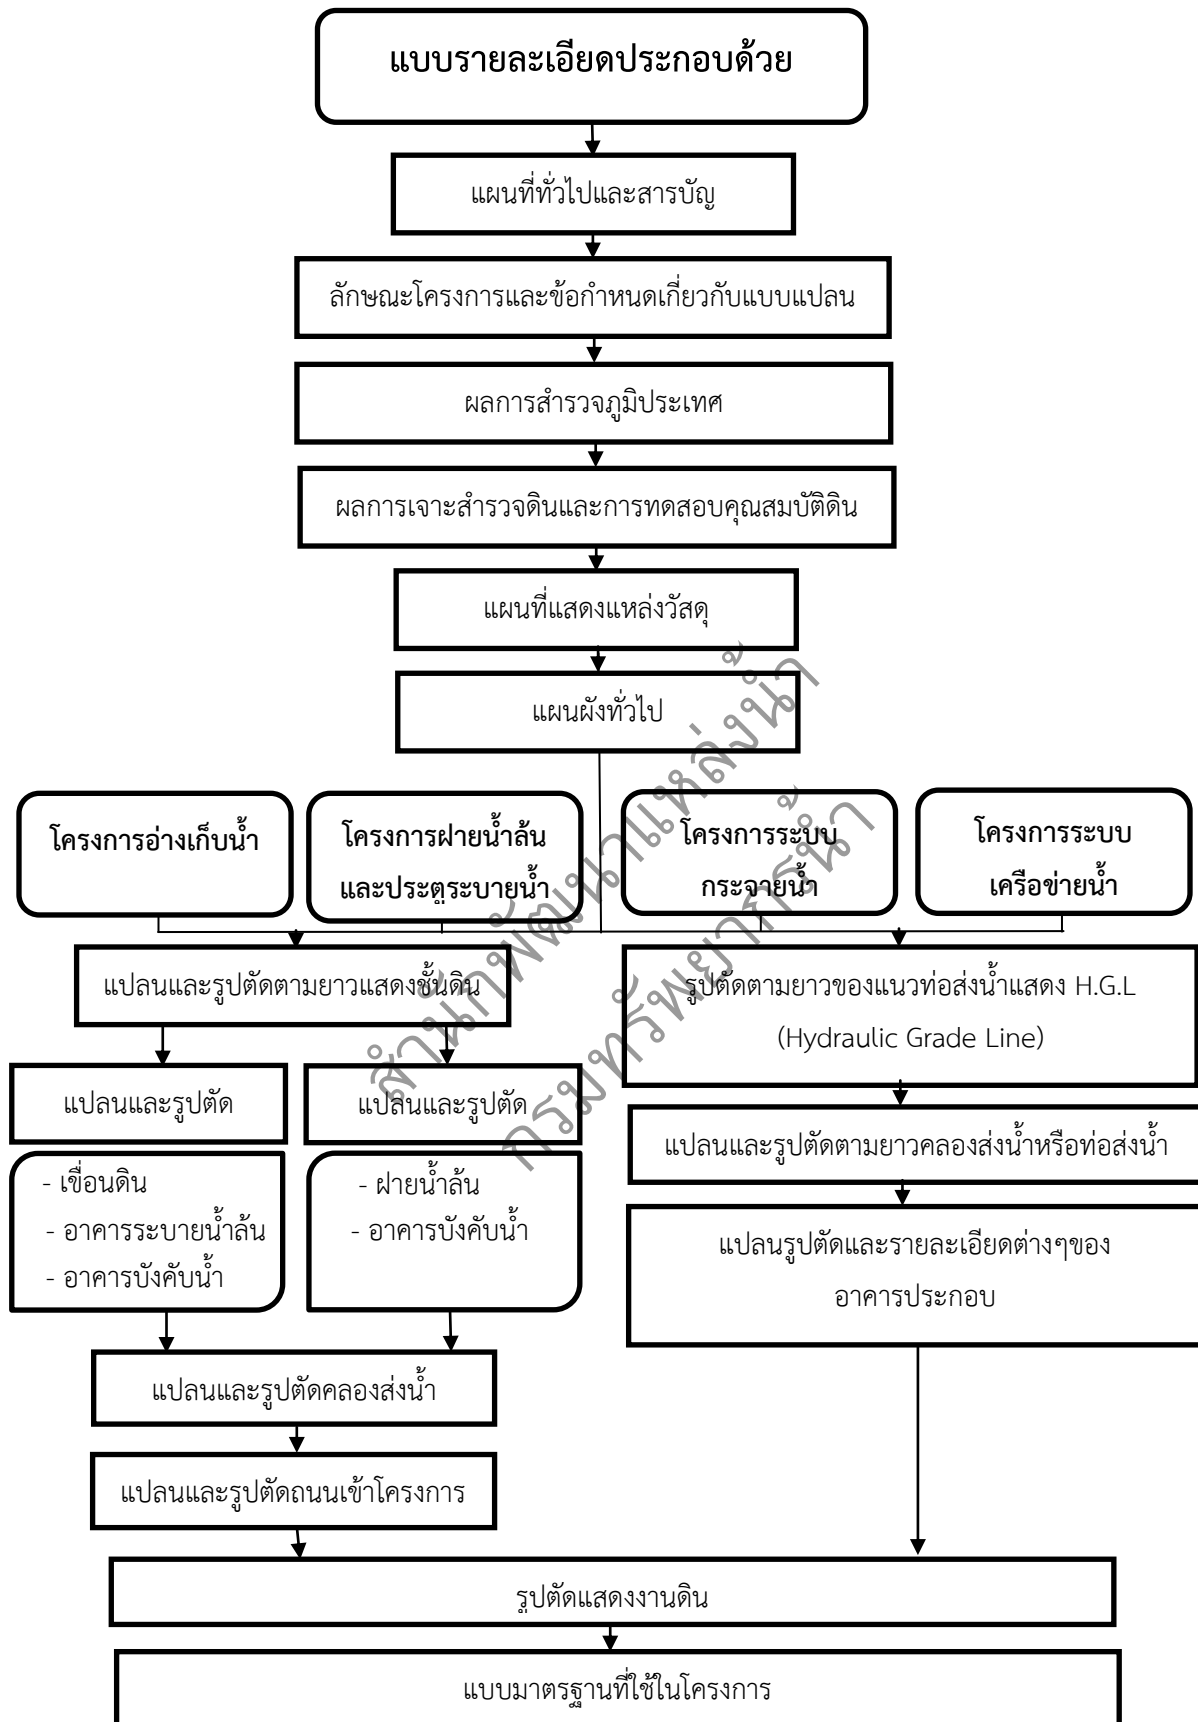 แบบรายละเอียดประกอบด้วย
แผนที่ทั่วไปและสารบัญ
ลักษณะโครงการและข้อกำหนดเกี่ยวกับแบบแปลน
ผลการสำรวจภูมิประเทศ
ผลการเจาะสำรวจดินและการทดสอบคุณสมบัติดิน
แผนที่แสดงแหล่งวัสดุ
แผนผังทั่วไป
โครงการอ่างเก็บน้ำ
โครงการฝายน้ำล้น
และประตูระบายน้ำ
โครงการระบบ
กระจายน้ำ
โครงการระบบ
เครือข่ายน้ำ
แปลนและรูปตัดตามยาวแสดงชั้นดิน
แปลนและรูปตัด
- เขื่อนดิน
- อาคารระบายน้ำล้น
- อาคารบังคับน้ำ
แปลนและรูปตัด
- ฝายน้ำล้น
- อาคารบังคับน้ำ
แปลนและรูปตัดคลองส่งน้ำ
แปลนและรูปตัดถนนเข้าโครงการ
รูปตัดตามยาวของแนวท่อส่งน้ำแสดง H.G.L
(Hydraulic Grade Line)
แปลนและรูปตัดตามยาวคลองส่งน้ำหรือท่อส่งน้ำ
แปลนรูปตัดและรายละเอียดต่างๆของ
อาคารประกอบ
รูปตัดแสดงงานดิน
แบบมาตรฐานที่ใช้ในโครงการ
สำนักพัฒนาแหล่งน้ำ
กรมทรัพยากรน้ำ